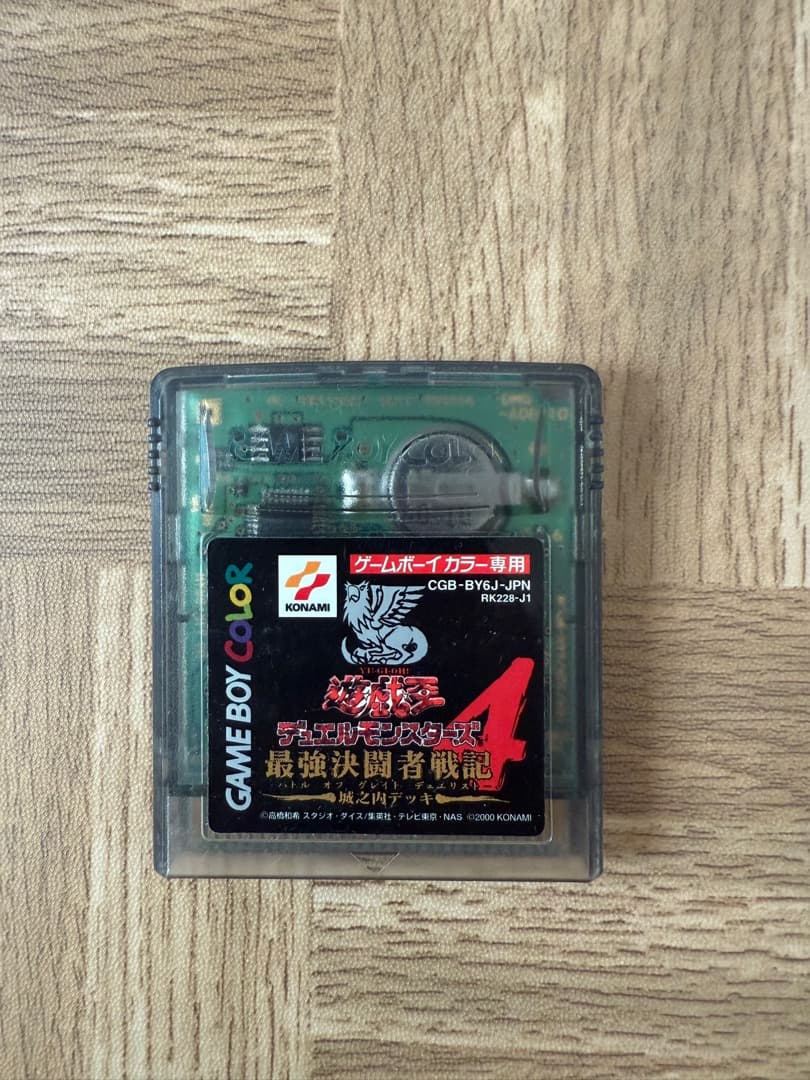 GAME BOY COLOR
GAME BOY COLOR
KONAMI
ゲームボーイカラー専用
CGB-BY6J-JPN
RK228-J1
YU-GI-OH!
遊戯王
デュエルモンスターズ4
最強決闘者戦記
バトル オブ グレイト デュエリスト
城之内デッキ
©高橋和希 スタジオ・ダイス/集英社・テレビ東京・NAS ©2000 KONAMI